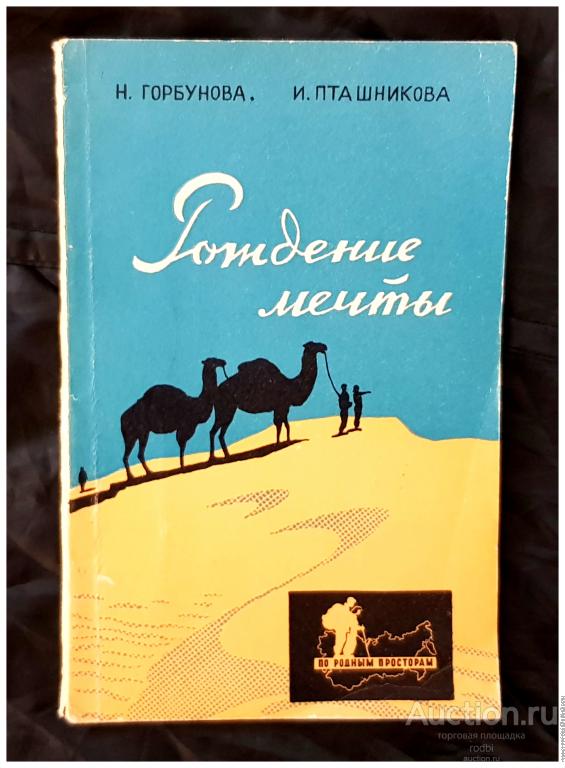 Н. ГОРБУНОВА. И. ПТАШНИКОВА
Рождение
мечты
ПО РОДНЫМ ПРОСТОРАМ
Auction.ru
торговая площадка
rodbi
auction.ru